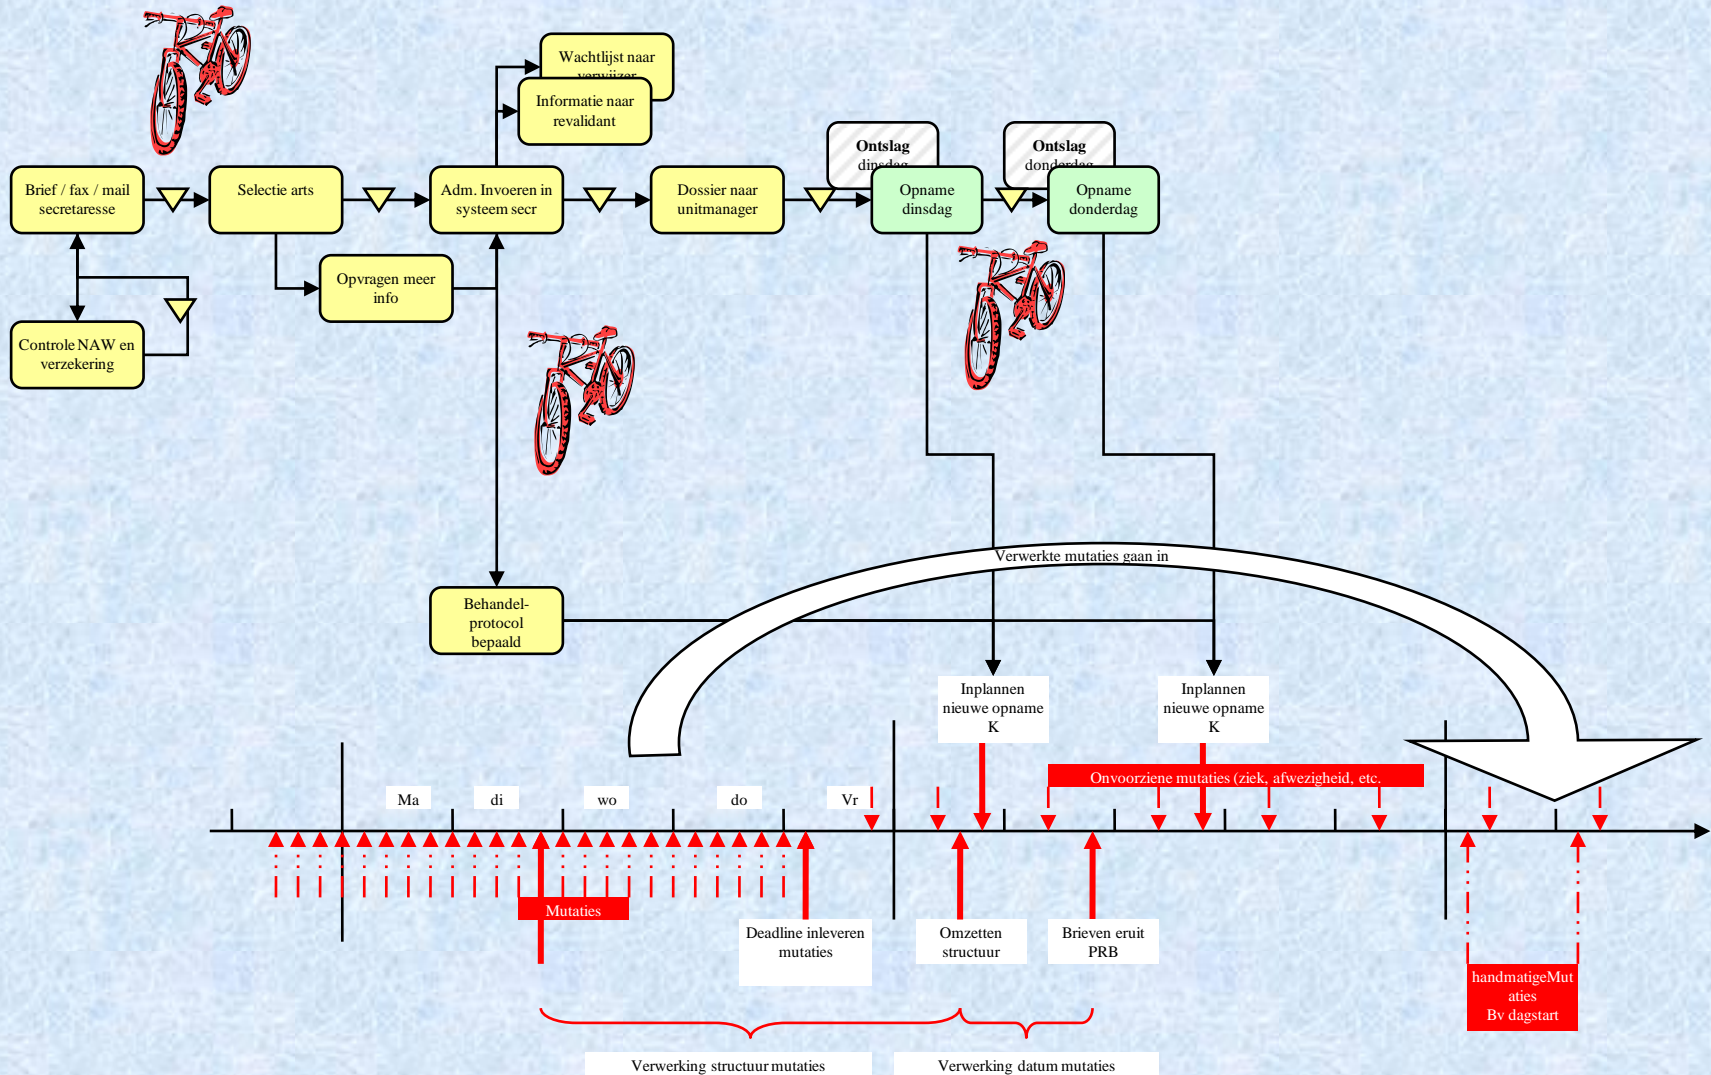 Wachtlijst naar
verwijzer
Informatie naar
revalidant
Brief / fax / mail
secretaresse
Selectie arts
Adm. Invoeren in
systeem secr
Dossier naar
unitmanager
Ontslag
dinsdag
Opname
dinsdag
Ontslag
donderdag
Opname
donderdag
Opvragen meer
info
Controle NAW en
verzekering
Verwerkte mutaties gaan in
Behandel-
protocol
bepaald
Inplannen
nieuwe opname
K
Inplannen
nieuwe opname
K
Onvoorziene mutaties (ziek, afwezigheid, etc.
Ma
di
wo
do
Vr
Mutaties
Deadline inleveren
mutaties
Omzetten
structuur
Brieven eruit
PRB
handmatigeMut
aties
Bv dagstart
Verwerking structuur mutaties
Verwerking datum mutaties